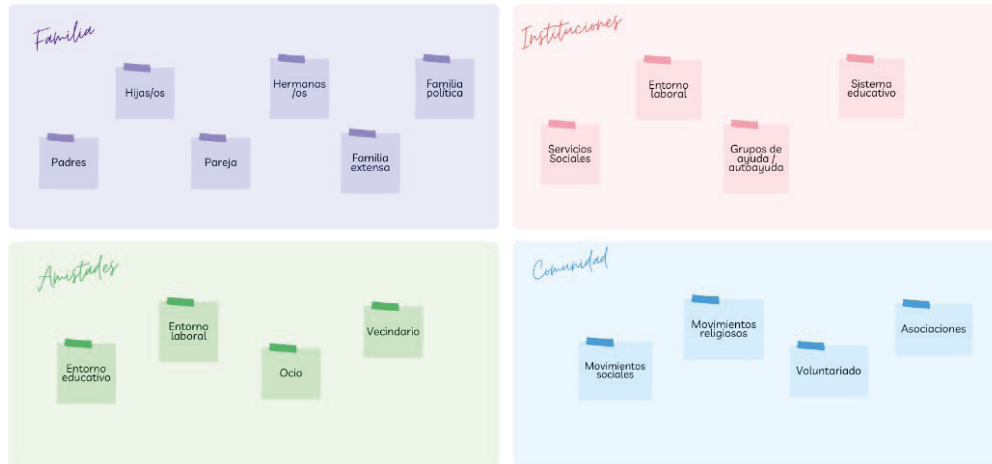 Familia
Hijas/os
Hermanas
/os
Familia
política
Padres
Pareja
Familia
extensa
Instituciones
Entorno
laboral
Sistema
educativo
Servicios
Sociales
Grupos de
ayuda /
autoayuda
Amistades
Entorno
laboral
Vecindario
Entorno
educativo
Ocio
Comunidad
Movimientos
religiosos
Asociaciones
Movimientos
sociales
Voluntariado